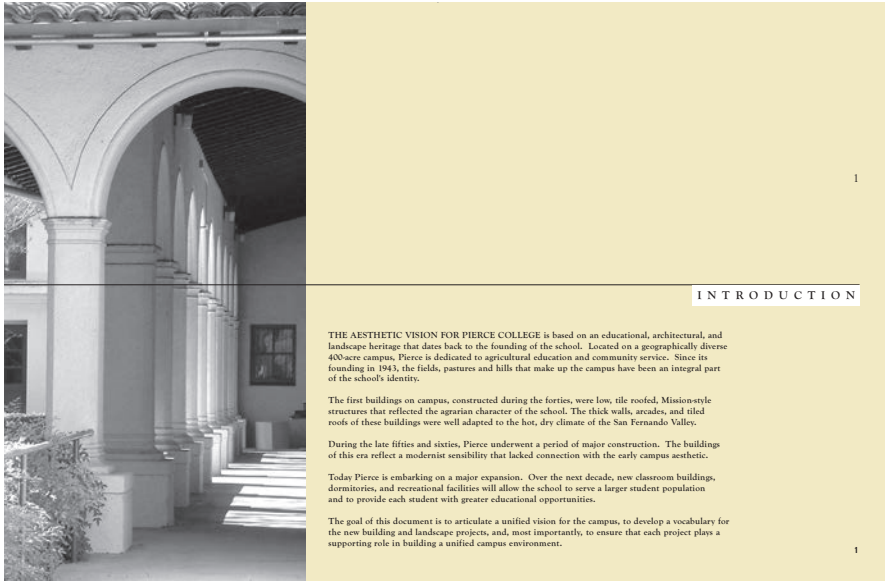 1
INTRODUCTION
THE AESTHETIC VISION FOR PIERCE COLLEGE is based on an educational, architectural, and
landscape heritage that dates back to the founding of the school.  Located on a geographically diverse
400-acre campus, Pierce is dedicated to agricultural education and community service.  Since its
founding in 1943, the fields, pastures and hills that make up the campus have been an integral part
of the school's identity.
The first buildings on campus, constructed during the forties, were low, tile roofed, Mission-style
structures that reflected the agrarian character of the school. The thick walls, arcades, and tiled
roofs of these buildings were well adapted to the hot, dry climate of the San Fernando Valley.
During the late fifties and sixties, Pierce underwent a period of major construction.  The buildings
of this era reflect a modernist sensibility that lacked connection with the early campus aesthetic.
Today Pierce is embarking on a major expansion.  Over the next decade, new classroom buildings,
dormitories, and recreational facilities will allow the school to serve a larger student population
and to provide each student with greater educational opportunities.
The goal of this document is to articulate a unified vision for the campus, to develop a vocabulary for
the new building and landscape projects, and, most importantly, to ensure that each project plays a
supporting role in building a unified campus environment.
1